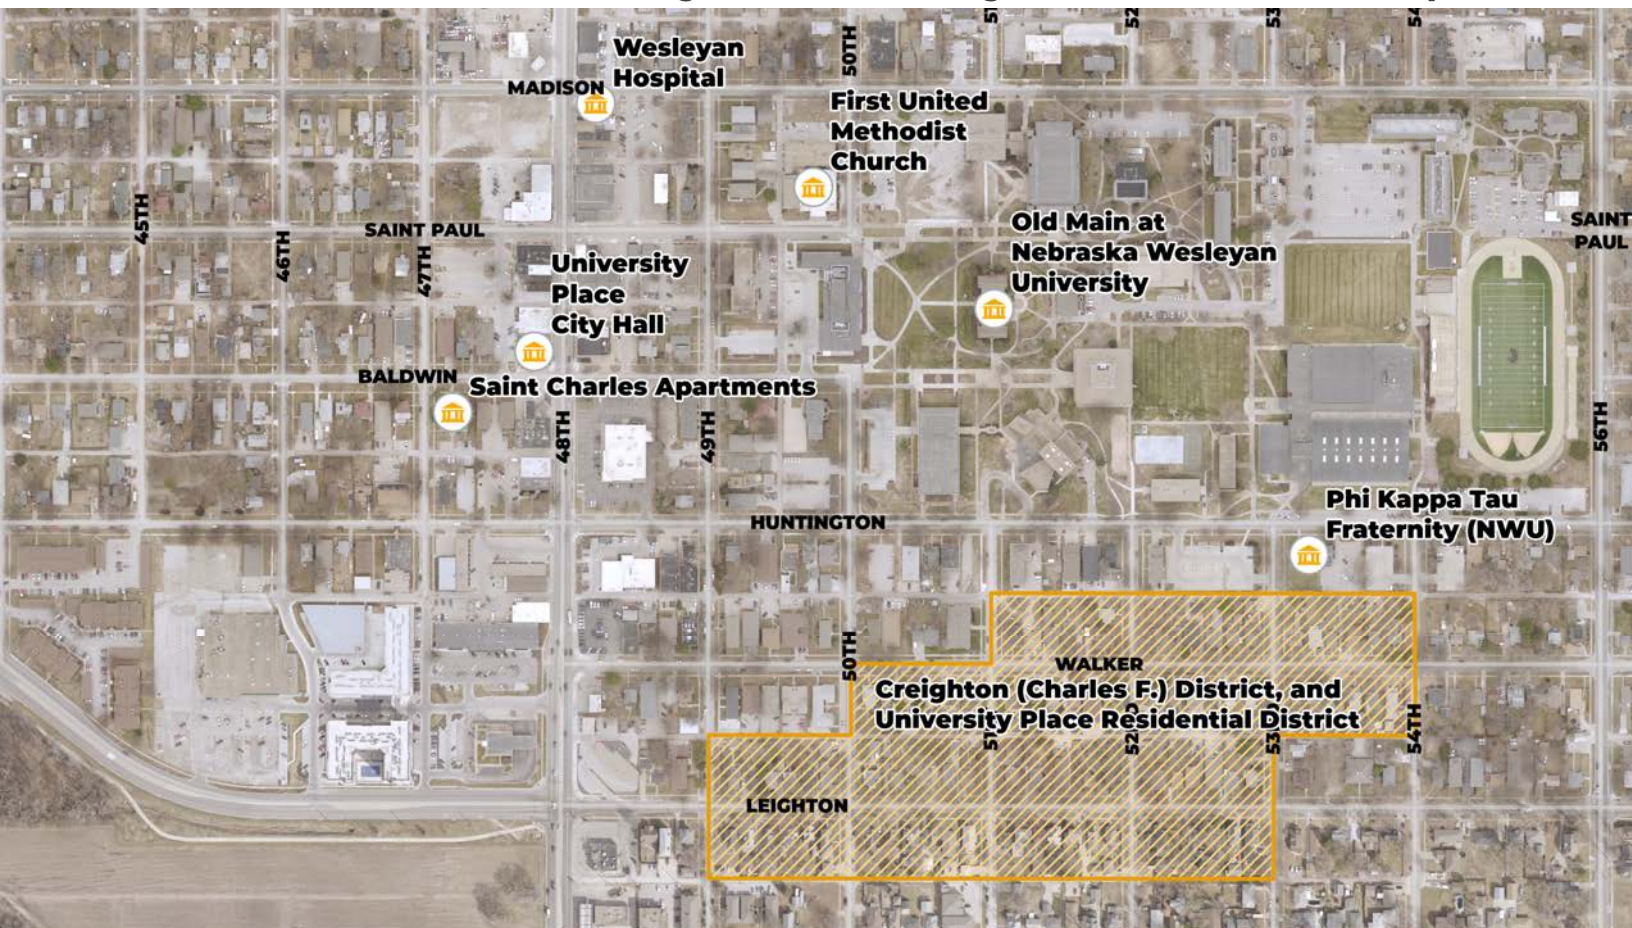 50TH
51
52
53
54
Wesleyan
Hospital
MADISON
First United
Methodist
Church
45TH
46TH
SAINT PAUL
47TH
University
Place
City Hall
Old Main at
Nebraska Wesleyan
University
SAINT
PAUL
BALDWIN
Saint Charles Apartments
48TH
49TH
56TH
HUNTINGTON
Phi Kappa Tau
Fraternity (NWU)
50TH
WALKER
Creighton (Charles F.) District, and
University Place Residential District
54TH
LEIGHTON